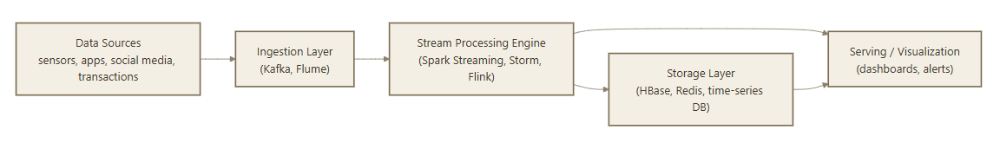 Data Sources
sensors, apps, social media,
transactions
Ingestion Layer
(Kafka, Flume)
Stream Processing Engine
(Spark Streaming, Storm,
Flink)
Storage Layer
(HBase, Redis, time-series
DB)
Serving / Visualization
(dashboards, alerts)